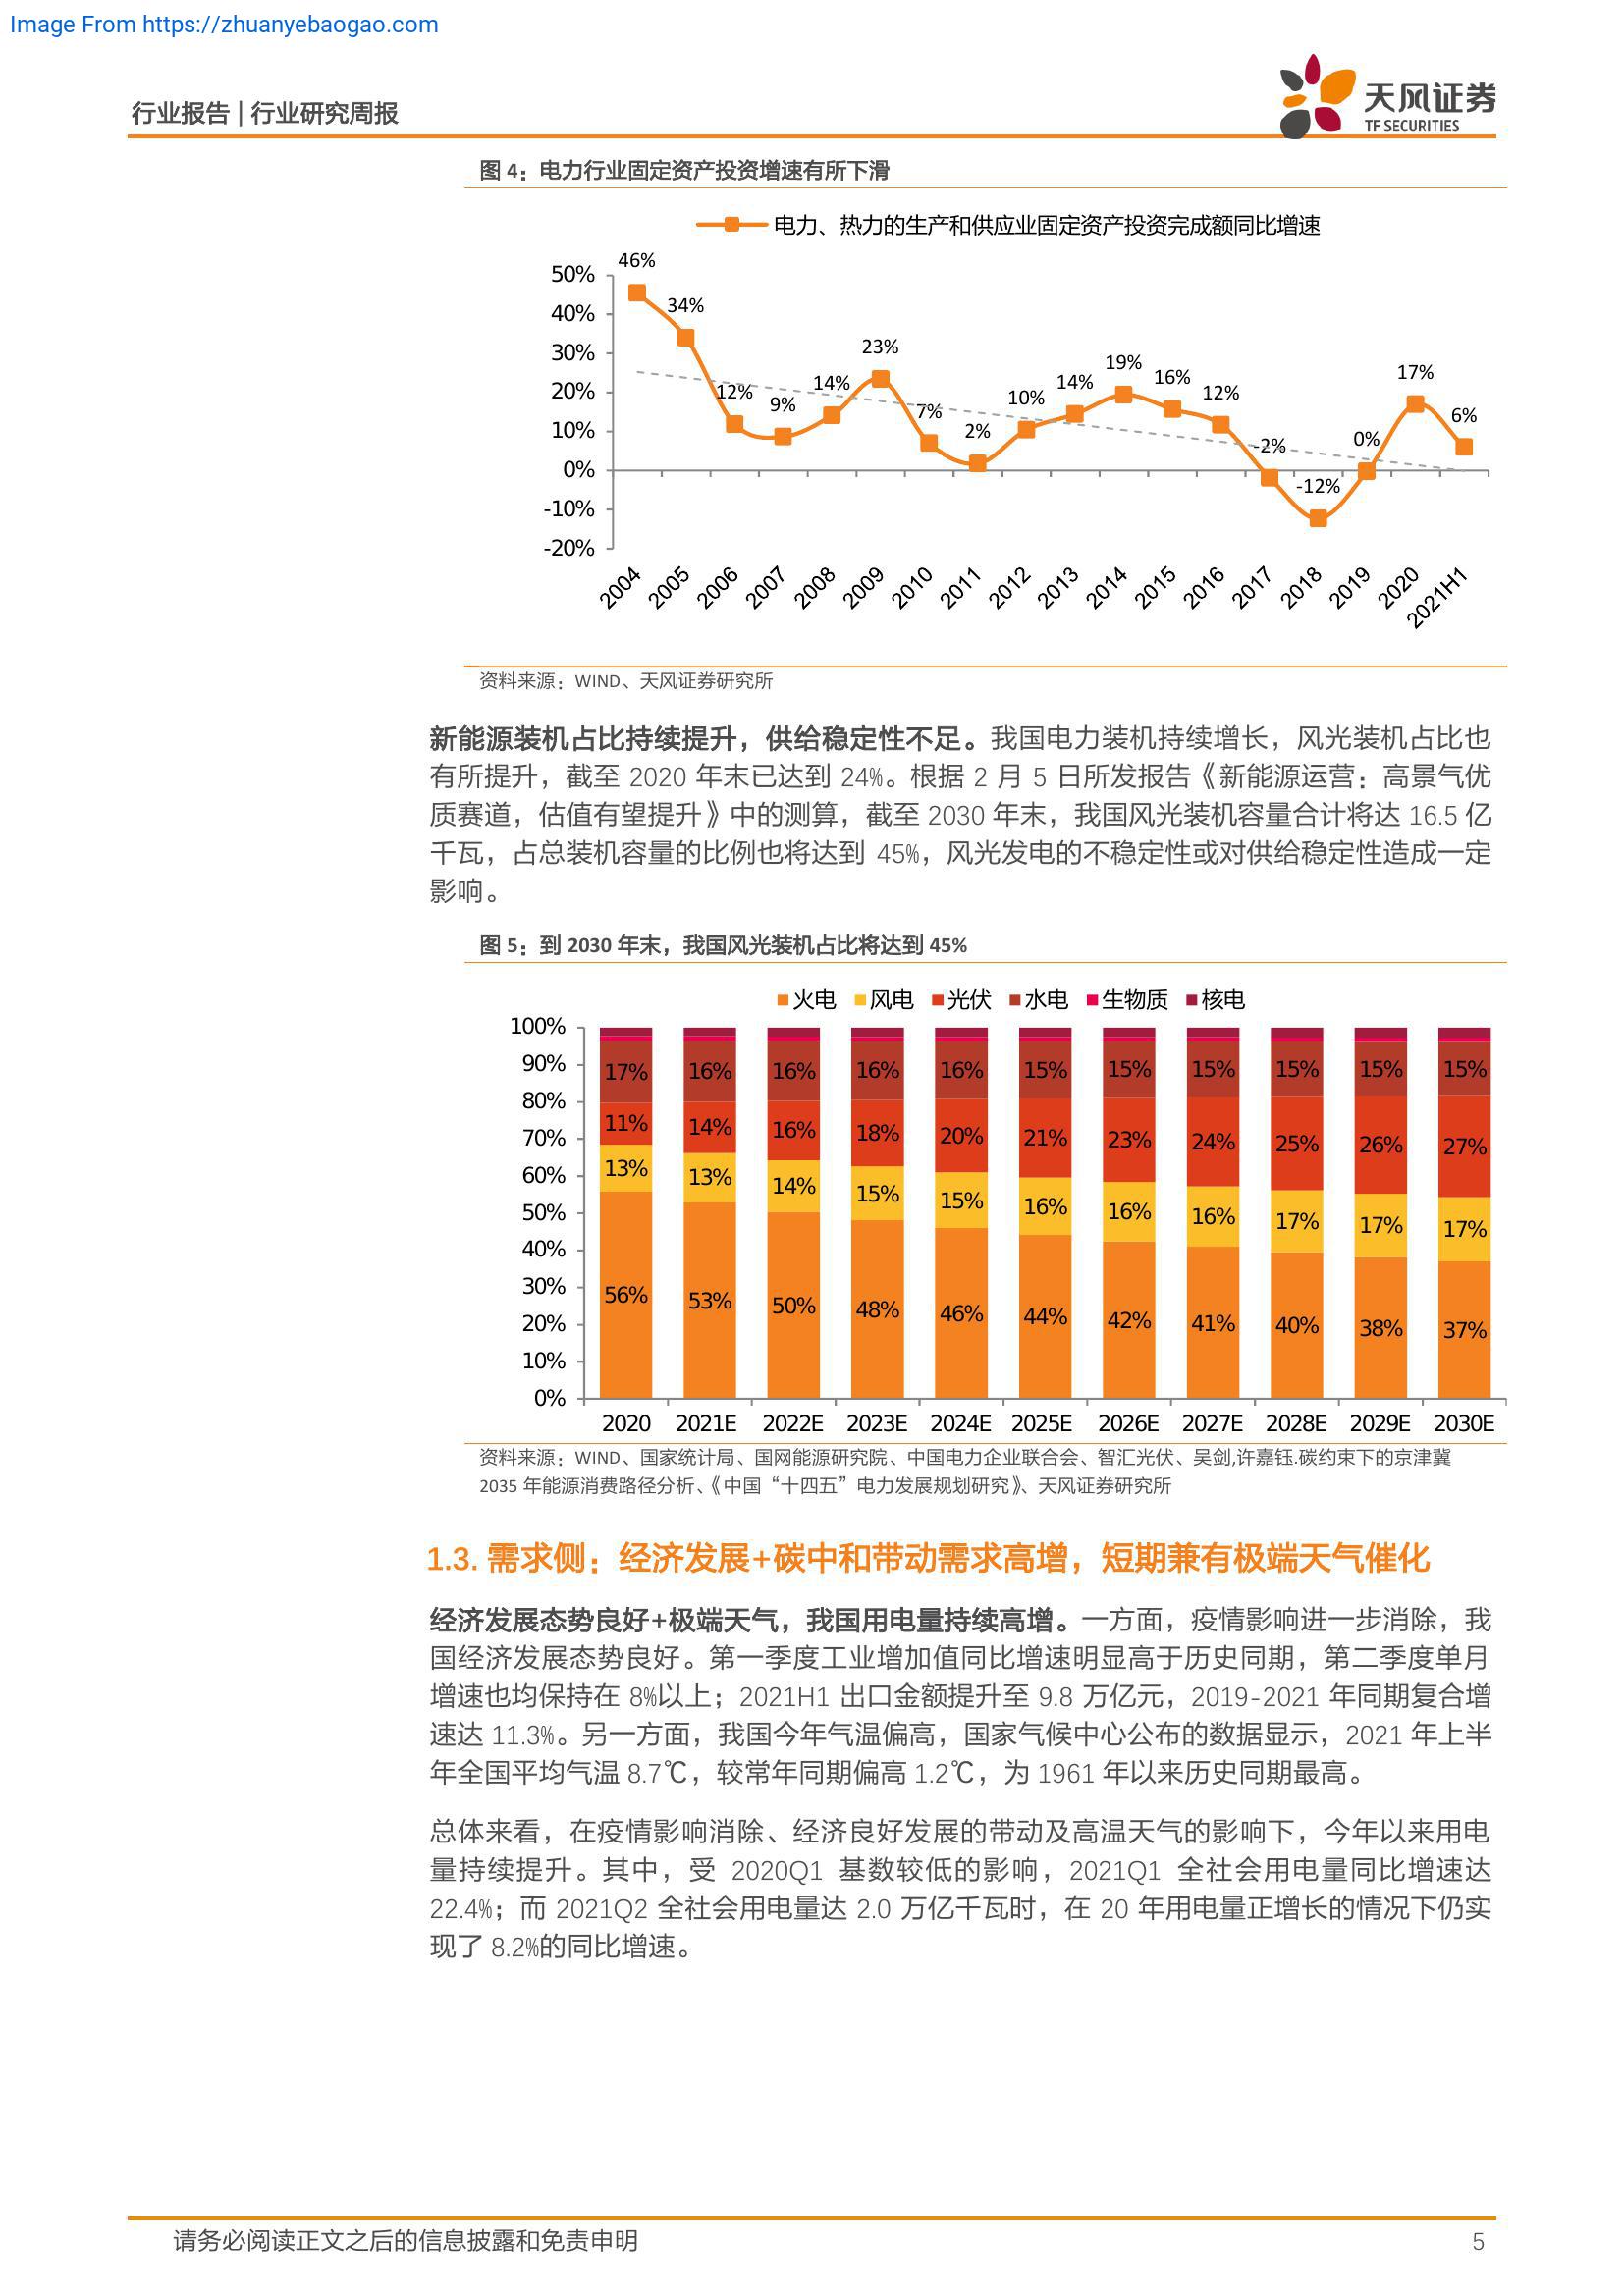 Image From https://zhuanyebaogao.com
行业报告 | 行业研究周报
天风证券
TF SECURITIES
图 4：电力行业固定资产投资增速有所下滑
电力、热力的生产和供应业固定资产投资完成额同比增速
50%
40%
30%
20%
10%
0%
-10%
-20%
46%
34%
12%
9%
14%
23%
7%
2%
10%
14%
19%
16%
12%
-2%
-12%
0%
17%
6%
2004 2005 2006 2007 2008 2009 2010 2011 2012 2013 2014 2015 2016 2017 2018 2019 2020 2021H1
资料来源：WIND、天风证券研究所
新能源装机占比持续提升，供给稳定性不足。我国电力装机持续增长，风光装机占比也
有所提升，截至 2020 年末已达到 24%。根据 2 月 5 日所发报告《新能源运营：高景气优
质赛道，估值有望提升》中的测算，截至 2030 年末，我国风光装机容量合计将达 16.5 亿
千瓦，占总装机容量的比例也将达到 45%，风光发电的不稳定性或对供给稳定性造成一定
影响。
图 5：到 2030 年末，我国风光装机占比将达到 45%
火电 风电 光伏 水电 生物质 核电
100%
90%
80%
70%
60%
50%
40%
30%
20%
10%
0%
17% 16% 16% 16% 16% 15% 15% 15% 15% 15% 15%
11% 14% 16% 18% 20% 21% 23% 24% 25% 26% 27%
13% 13% 14% 15% 15% 16% 16% 16% 17% 17% 17%
56% 53% 50% 48% 46% 44% 42% 41% 40% 38% 37%
2020 2021E 2022E 2023E 2024E 2025E 2026E 2027E 2028E 2029E 2030E
资料来源：WIND、国家统计局、国网能源研究院、中国电力企业联合会、智汇光伏、吴剑,许嘉钰.碳约束下的京津冀
2035 年能源消费路径分析、《中国“十四五”电力发展规划研究》、天风证券研究所
1.3. 需求侧：经济发展+碳中和带动需求高增，短期兼有极端天气催化
经济发展态势良好+极端天气，我国用电量持续高增。一方面，疫情影响进一步消除，我
国经济发展态势良好。第一季度工业增加值同比增速明显高于历史同期，第二季度单月
增速也均保持在 8%以上；2021H1 出口金额提升至 9.8 万亿元，2019-2021 年同期复合增
速达 11.3%。另一方面，我国今年气温偏高，国家气候中心公布的数据显示，2021 年上半
年全国平均气温 8.7℃，较常年同期偏高 1.2℃，为 1961 年以来历史同期最高。
总体来看，在疫情影响消除、经济良好发展的带动及高温天气的影响下，今年以来用电
量持续提升。其中，受 2020Q1 基数较低的影响，2021Q1 全社会用电量同比增速达
22.4%；而 2021Q2 全社会用电量达 2.0 万亿千瓦时，在 20 年用电量正增长的情况下仍实
现了 8.2%的同比增速。
请务必阅读正文之后的信息披露和免责申明
5